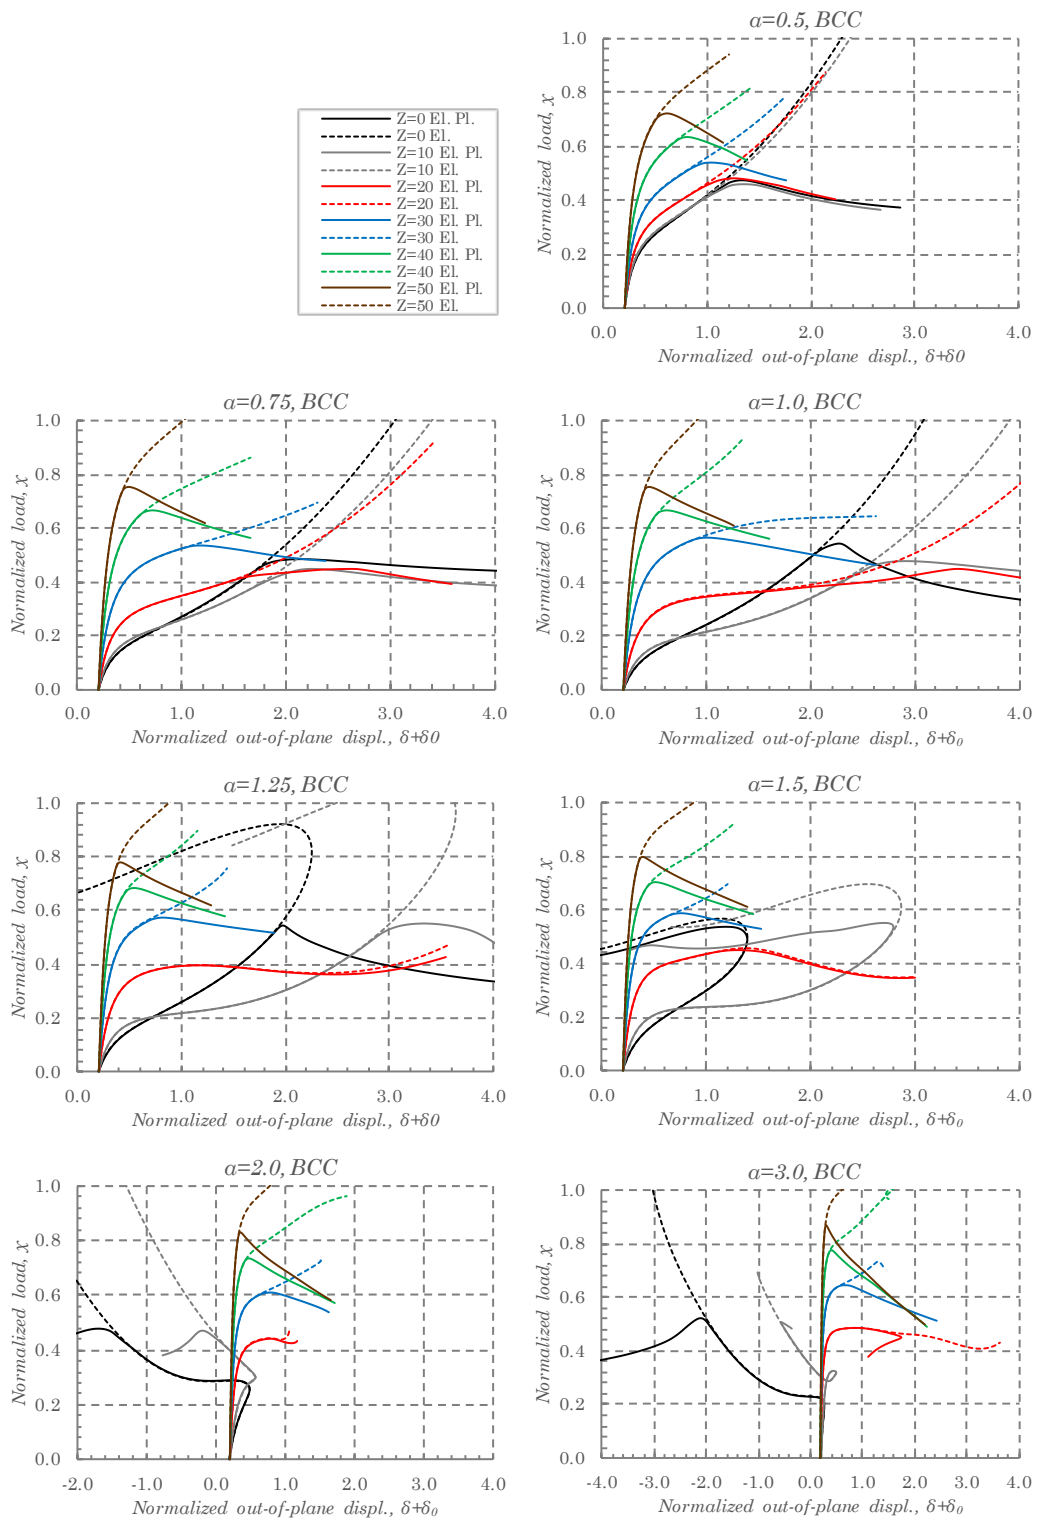 a=0.5, BCC
Z=0 El. Pl.
Z=0 El.
Z=10 El. Pl.
Z=10 El.
Z=20 El. Pl.
Z=20 El.
Z=30 El. Pl.
Z=30 El.
Z=40 El. Pl.
Z=40 El.
Z=50 El. Pl.
Z=50 El.
Normalized load, x
1.0
0.8
0.6
0.4
0.2
0.0
0.0 1.0 2.0 3.0 4.0
Normalized out-of-plane displ., δ+δ0
a=0.75, BCC
Normalized load, x
1.0
0.8
0.6
0.4
0.2
0.0
0.0 1.0 2.0 3.0 4.0
Normalized out-of-plane displ., δ+δ0
a=1.0, BCC
Normalized load, x
1.0
0.8
0.6
0.4
0.2
0.0
0.0 1.0 2.0 3.0 4.0
Normalized out-of-plane displ., δ+δ₀
a=1.25, BCC
Normalized load, x
1.0
0.8
0.6
0.4
0.2
0.0
0.0 1.0 2.0 3.0 4.0
Normalized out-of-plane displ., δ+δ0
a=1.5, BCC
Normalized load, x
1.0
0.8
0.6
0.4
0.2
0.0
0.0 1.0 2.0 3.0 4.0
Normalized out-of-plane displ., δ+δ₀
a=2.0, BCC
Normalized load, x
1.0
0.8
0.6
0.4
0.2
0.0
-2.0 -1.0 0.0 1.0 2.0 3.0 4.0
Normalized out-of-plane displ., δ+δ₀
a=3.0, BCC
Normalized load, x
1.0
0.8
0.6
0.4
0.2
0.0
-4.0 -3.0 -2.0 -1.0 0.0 1.0 2.0 3.0 4.0
Normalized out-of-plane displ., δ+δ₀